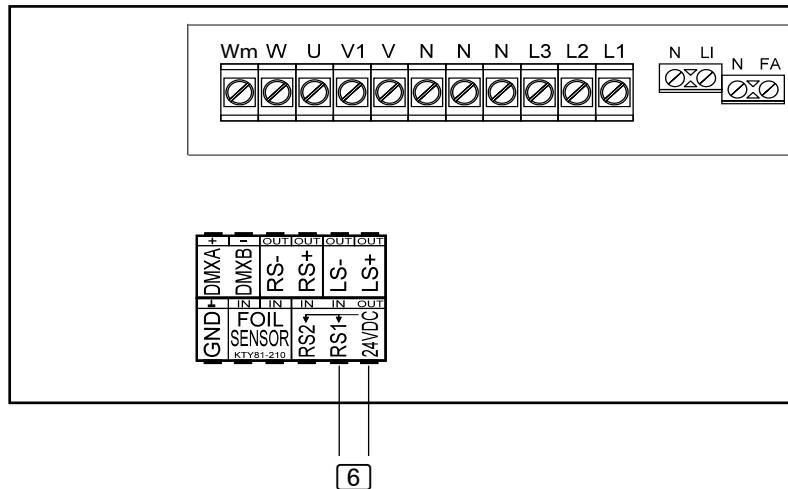 Wm W U V1 V N N N L3 L2 L1
N LI
N FA
+ - OUT OUT OUT OUT
DMXA DMXB RS- RS+ LS- LS+
⊥ IN IN IN IN OUT
GND FOIL SENSOR KTY81-210 RS2 RS1 24VDC
6